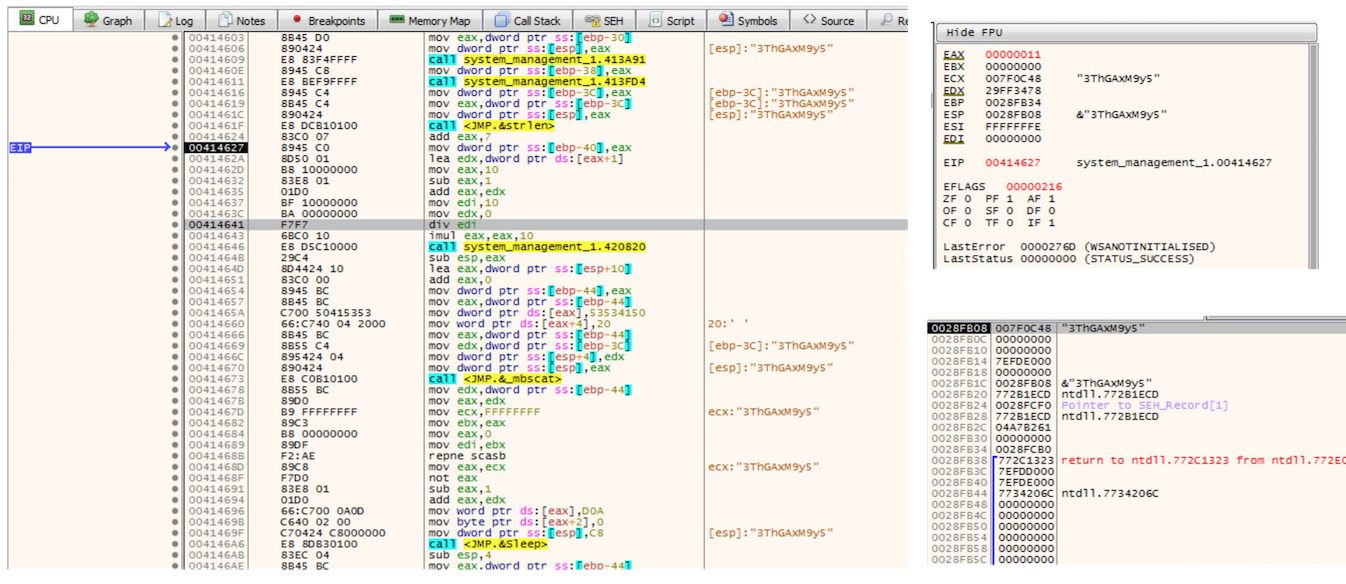 CPU Graph Log Notes Breakpoints Memory Map Call Stack SEH Script Symbols Source Re
EIP
00414603 8B45 D0 mov eax,dword ptr ss:[ebp-30]
00414606 890424 mov dword ptr ss:[esp],eax [esp]:"3ThGAxM9y5"
00414609 E8 83F4FFFF call system_management_1.413A91
0041460E 8945 C8 mov dword ptr ss:[ebp-38],eax
00414611 E8 BEF9FFFF call system_management_1.413FD4
00414616 8945 C4 mov dword ptr ss:[ebp-3C],eax [ebp-3C]:"3ThGAxM9y5"
00414619 8B45 C4 mov eax,dword ptr ss:[ebp-3C] [ebp-3C]:"3ThGAxM9y5"
0041461C 890424 mov dword ptr ss:[esp],eax [esp]:"3ThGAxM9y5"
0041461F E8 DCB10100 call <JMP.&strlen>
00414624 83C0 07 add eax,7
00414627 8945 C0 mov dword ptr ss:[ebp-40],eax
0041462A 8D50 01 lea edx,dword ptr ds:[eax+1]
0041462D B8 10000000 mov eax,10
00414632 83E8 01 sub eax,1
00414635 01D0 add eax,edx
00414637 BF 10000000 mov edi,10
0041463C BA 00000000 mov edx,0
00414641 F7F7 div edi
00414643 6BC0 10 imul eax,eax,10
00414646 E8 D5C10000 call system_management_1.420820
0041464B 29C4 sub esp,eax
0041464D 8D4424 10 lea eax,dword ptr ss:[esp+10]
00414651 83C0 00 add eax,0
00414654 8945 BC mov dword ptr ss:[ebp-44],eax
00414657 8B45 BC mov eax,dword ptr ss:[ebp-44]
0041465A C700 50415353 mov dword ptr ds:[eax],53534150
00414660 66:C740 04 2000 mov word ptr ds:[eax+4],20 20:' '
00414666 8B45 BC mov eax,dword ptr ss:[ebp-44]
00414669 8B55 C4 mov edx,dword ptr ss:[ebp-3C] [ebp-3C]:"3ThGAxM9y5"
0041466C 895424 04 mov dword ptr ss:[esp+4],edx
00414670 890424 mov dword ptr ss:[esp],eax [esp]:"3ThGAxM9y5"
00414673 E8 C0B10100 call <JMP.&_mbscat>
00414678 8B55 BC mov edx,dword ptr ss:[ebp-44]
0041467B 89D0 mov eax,edx
0041467D B9 FFFFFFFF mov ecx,FFFFFFFF ecx:"3ThGAxM9y5"
00414682 89C3 mov ebx,eax
00414684 B8 00000000 mov eax,0
00414689 89DF mov edi,ebx
0041468B F2:AE repne scasb
0041468D 89C8 mov eax,ecx ecx:"3ThGAxM9y5"
0041468F F7D0 not eax
00414691 83E8 01 sub eax,1
00414694 01D0 add eax,edx
00414696 66:C700 0A0D mov word ptr ds:[eax],D0A
0041469B C640 02 00 mov byte ptr ds:[eax+2],0
0041469F C70424 C8000000 mov dword ptr ss:[esp],C8 [esp]:"3ThGAxM9y5"
004146A6 E8 8DB30100 call <JMP.&Sleep>
004146AB 83EC 04 sub esp,4
004146AE 8B45 BC mov eax,dword ptr ss:[ebp-44]
Hide FPU
EAX 00000011
EBX 00000000
ECX 007F0C48 "3ThGAxM9y5"
EDX 29FF3478
EBP 0028FB34
ESP 0028FB08 &"3ThGAxM9y5"
ESI FFFFFFFE
EDI 00000000
EIP 00414627 system_management_1.00414627
EFLAGS 00000216
ZF 0 PF 1 AF 1
OF 0 SF 0 DF 0
CF 0 TF 0 IF 1
LastError 0000276D (WSANOTINITIALISED)
LastStatus 00000000 (STATUS_SUCCESS)
0028FB08 007F0C48 "3ThGAxM9y5"
0028FB0C 00000000
0028FB10 00000000
0028FB14 7EFDE000
0028FB18 00000000
0028FB1C 0028FB08 &"3ThGAxM9y5"
0028FB20 772B1ECD ntdll.772B1ECD
0028FB24 0028FCF0 Pointer to SEH_Record[1]
0028FB28 772B1ECD ntdll.772B1ECD
0028FB2C 04A7B261
0028FB30 00000000
0028FB34 0028FCB0
0028FB38 772C1323 return to ntdll.772C1323 from ntdll.772EC
0028FB3C 7EFDD000
0028FB40 7EFDE000
0028FB44 7734206C ntdll.7734206C
0028FB48 00000000
0028FB4C 00000000
0028FB50 00000000
0028FB54 00000000
0028FB58 00000000
0028FB5C 00000000